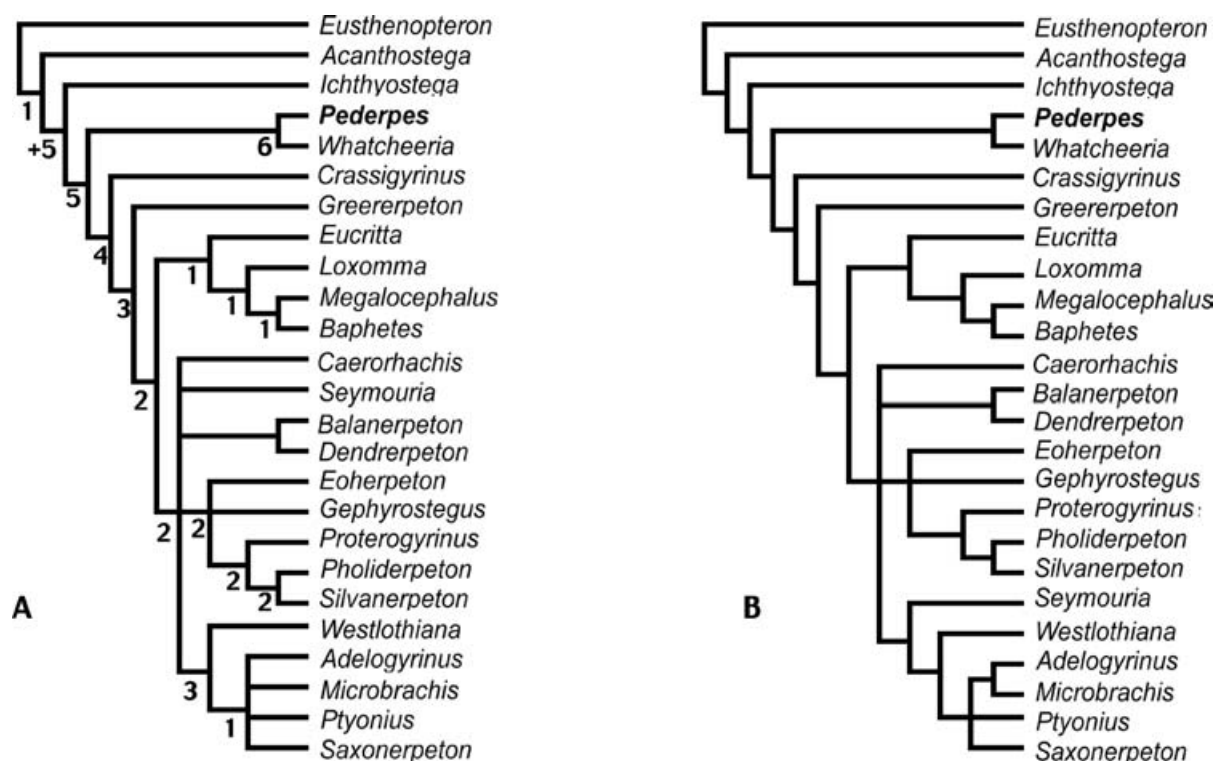 Eusthenopteron
Acanthostega
Ichthyostega
1
Pederpes
+5
Whatcheeria
6
Crassigyrinus
5
Greererpeton
Eucritta
4
Loxomma
1
Megalocephalus
1
3
Baphetes
1
Caerorhachis
Seymouria
2
Balanerpeton
Dendrerpeton
Eoherpeton
Gephyrostegus
2
2
Proterogyrinus
Pholiderpeton
2
Silvanerpeton
2
A
Westlothiana
Adelogyrinus
Microbrachis
3
Ptyonius
1
Saxonerpeton
Eusthenopteron
Acanthostega
Ichthyostega
Pederpes
Whatcheeria
Crassigyrinus
Greererpeton
Eucritta
Loxomma
Megalocephalus
Baphetes
Caerorhachis
Balanerpeton
Dendrerpeton
Eoherpeton
Gephyrostegus
Proterogyrinus
Pholiderpeton
Silvanerpeton
B
Seymouria
Westlothiana
Adelogyrinus
Microbrachis
Ptyonius
Saxonerpeton